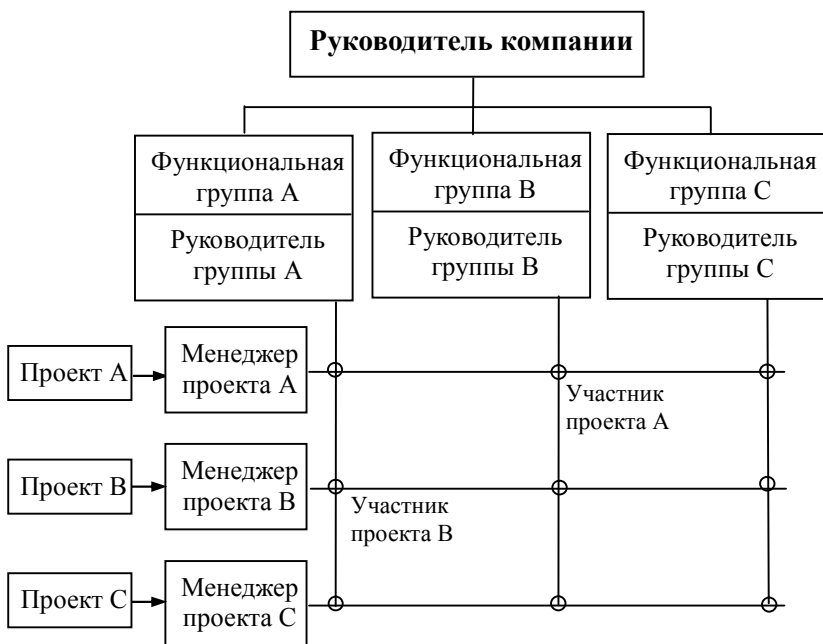 Руководитель компании
Функциональная
группа А
Функциональная
группа В
Функциональная
группа С
Руководитель
группы А
Руководитель
группы В
Руководитель
группы С
Проект А
Менеджер
проекта А
Участник
проекта А
Проект В
Менеджер
проекта В
Участник
проекта В
Проект С
Менеджер
проекта С